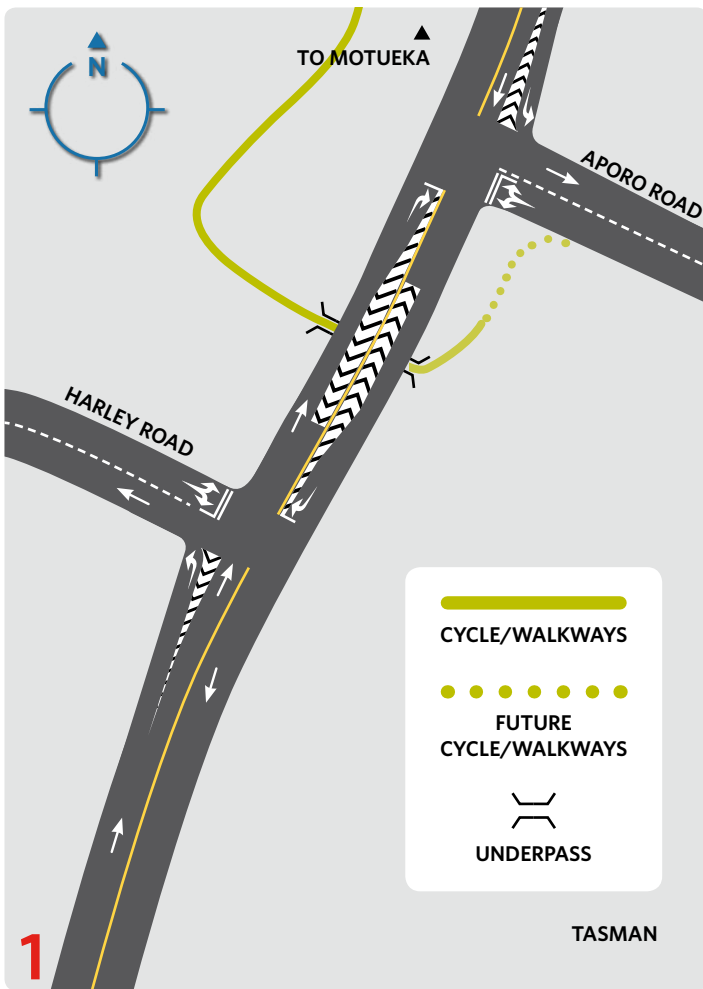 N
TO MOTUEKA
APORO ROAD
HARLEY ROAD
CYCLE/WALKWAYS
FUTURE
CYCLE/WALKWAYS
UNDERPASS
TASMAN
1